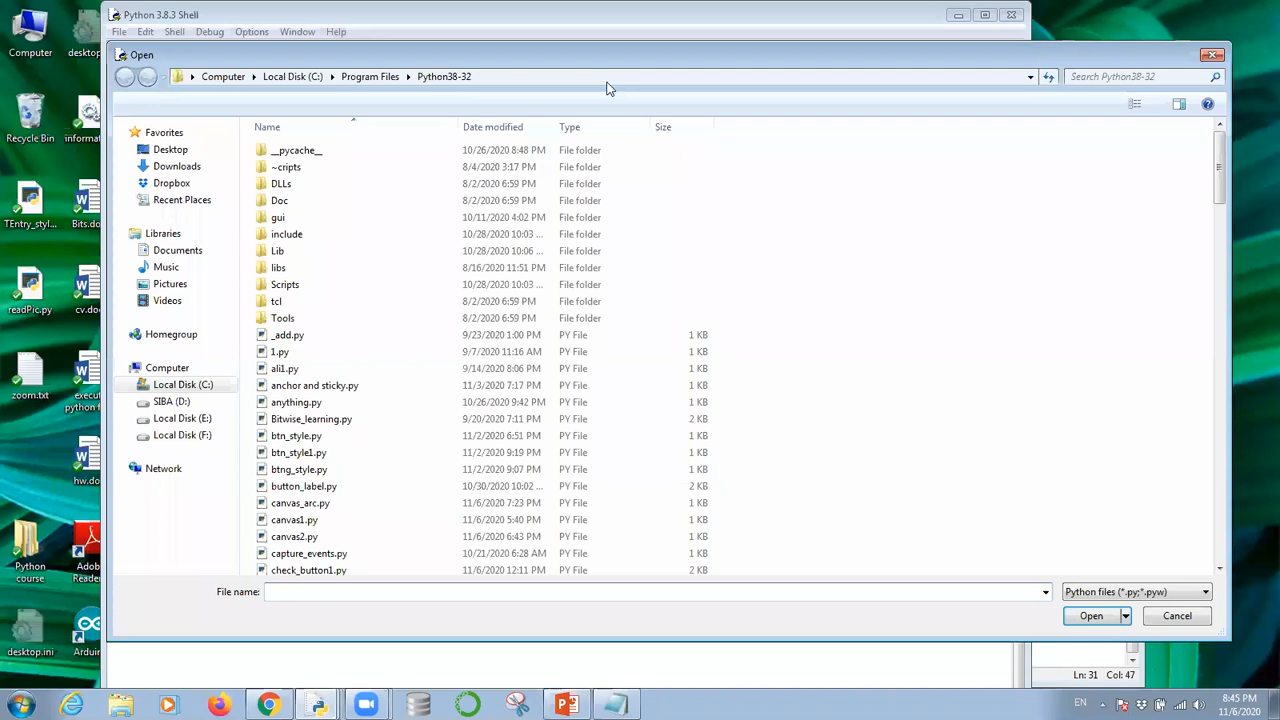 Python 3.8.3 Shell
File Edit Shell Debug Options Window Help
Open
Computer Local Disk (C:) Program Files Python38-32
Search Python38-32
Name Date modified Type Size
Favorites
Desktop
Downloads
Dropbox
Recent Places
Libraries
Documents
Music
Pictures
Videos
Homegroup
Computer
Local Disk (C:)
SIBA (D:)
Local Disk (E:)
Local Disk (F:)
Network
__pycache__ 10/26/2020 8:48 PM File folder
~cripts 8/4/2020 3:17 PM File folder
DLLs 8/2/2020 6:59 PM File folder
Doc 8/2/2020 6:59 PM File folder
gui 10/11/2020 4:02 PM File folder
include 10/28/2020 10:03 ... File folder
Lib 10/28/2020 10:06 ... File folder
libs 8/16/2020 11:51 PM File folder
Scripts 10/28/2020 10:03 ... File folder
tcl 8/2/2020 6:59 PM File folder
Tools 8/2/2020 6:59 PM File folder
_add.py 9/23/2020 1:00 PM PY File 1 KB
1.py 9/7/2020 11:16 AM PY File 1 KB
ali1.py 9/14/2020 8:06 PM PY File 1 KB
anchor and sticky.py 11/3/2020 7:17 PM PY File 1 KB
anything.py 10/26/2020 9:42 PM PY File 1 KB
Bitwise_learning.py 9/20/2020 7:11 PM PY File 2 KB
btn_style.py 11/2/2020 6:51 PM PY File 1 KB
btn_style1.py 11/2/2020 9:19 PM PY File 1 KB
btng_style.py 11/2/2020 9:07 PM PY File 1 KB
button_label.py 10/30/2020 10:02 ... PY File 2 KB
canvas_arc.py 11/6/2020 7:23 PM PY File 1 KB
canvas1.py 11/6/2020 5:40 PM PY File 1 KB
canvas2.py 11/6/2020 6:43 PM PY File 1 KB
capture_events.py 10/21/2020 6:28 AM PY File 1 KB
check_button1.py 11/6/2020 12:11 PM PY File 2 KB
File name:
Python files (*.py;*.pyw)
Open
Cancel
Ln: 31 Col: 47
Computer
desktop
Recycle Bin
informat
TEntry_styl...
Bits.do
readPic.py
cv.doc
zoom.txt
execut
python f
hw.doc
Python
course
Adob
Reade
desktop.ini
Arduin
EN
8:45 PM
11/6/2020